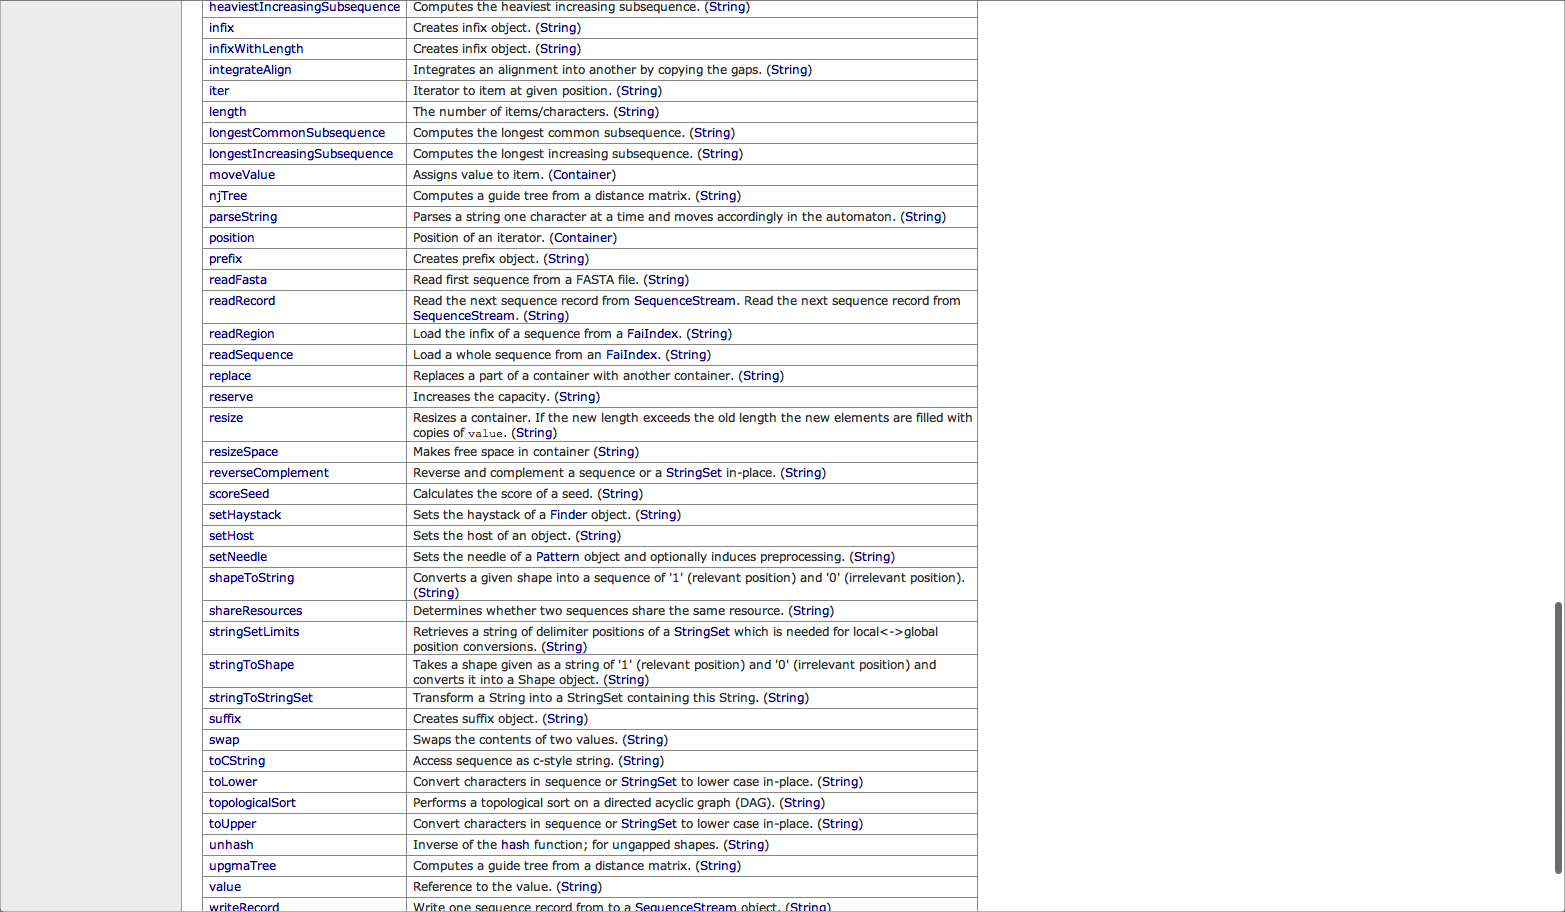 heaviestIncreasingSubsequence Computes the heaviest increasing subsequence. (String)
infix Creates infix object. (String)
infixWithLength Creates infix object. (String)
integrateAlign Integrates an alignment into another by copying the gaps. (String)
iter Iterator to item at given position. (String)
length The number of items/characters. (String)
longestCommonSubsequence Computes the longest common subsequence. (String)
longestIncreasingSubsequence Computes the longest increasing subsequence. (String)
moveValue Assigns value to item. (Container)
njTree Computes a guide tree from a distance matrix. (String)
parseString Parses a string one character at a time and moves accordingly in the automaton. (String)
position Position of an iterator. (Container)
prefix Creates prefix object. (String)
readFasta Read first sequence from a FASTA file. (String)
readRecord Read the next sequence record from SequenceStream. Read the next sequence record from
SequenceStream. (String)
readRegion Load the infix of a sequence from a FaiIndex. (String)
readSequence Load a whole sequence from an FaiIndex. (String)
replace Replaces a part of a container with another container. (String)
reserve Increases the capacity. (String)
resize Resizes a container. If the new length exceeds the old length the new elements are filled with
copies of value. (String)
resizeSpace Makes free space in container (String)
reverseComplement Reverse and complement a sequence or a StringSet in-place. (String)
scoreSeed Calculates the score of a seed. (String)
setHaystack Sets the haystack of a Finder object. (String)
setHost Sets the host of an object. (String)
setNeedle Sets the needle of a Pattern object and optionally induces preprocessing. (String)
shapeToString Converts a given shape into a sequence of '1' (relevant position) and '0' (irrelevant position).
(String)
shareResources Determines whether two sequences share the same resource. (String)
stringSetLimits Retrieves a string of delimiter positions of a StringSet which is needed for local<->global
position conversions. (String)
stringToShape Takes a shape given as a string of '1' (relevant position) and '0' (irrelevant position) and
converts it into a Shape object. (String)
stringToStringSet Transform a String into a StringSet containing this String. (String)
suffix Creates suffix object. (String)
swap Swaps the contents of two values. (String)
toCString Access sequence as c-style string. (String)
toLower Convert characters in sequence or StringSet to lower case in-place. (String)
topologicalSort Performs a topological sort on a directed acyclic graph (DAG). (String)
toUpper Convert characters in sequence or StringSet to lower case in-place. (String)
unhash Inverse of the hash function; for ungapped shapes. (String)
upgmaTree Computes a guide tree from a distance matrix. (String)
value Reference to the value. (String)
writeRecord Write one sequence record from to a SequenceStream object. (String)